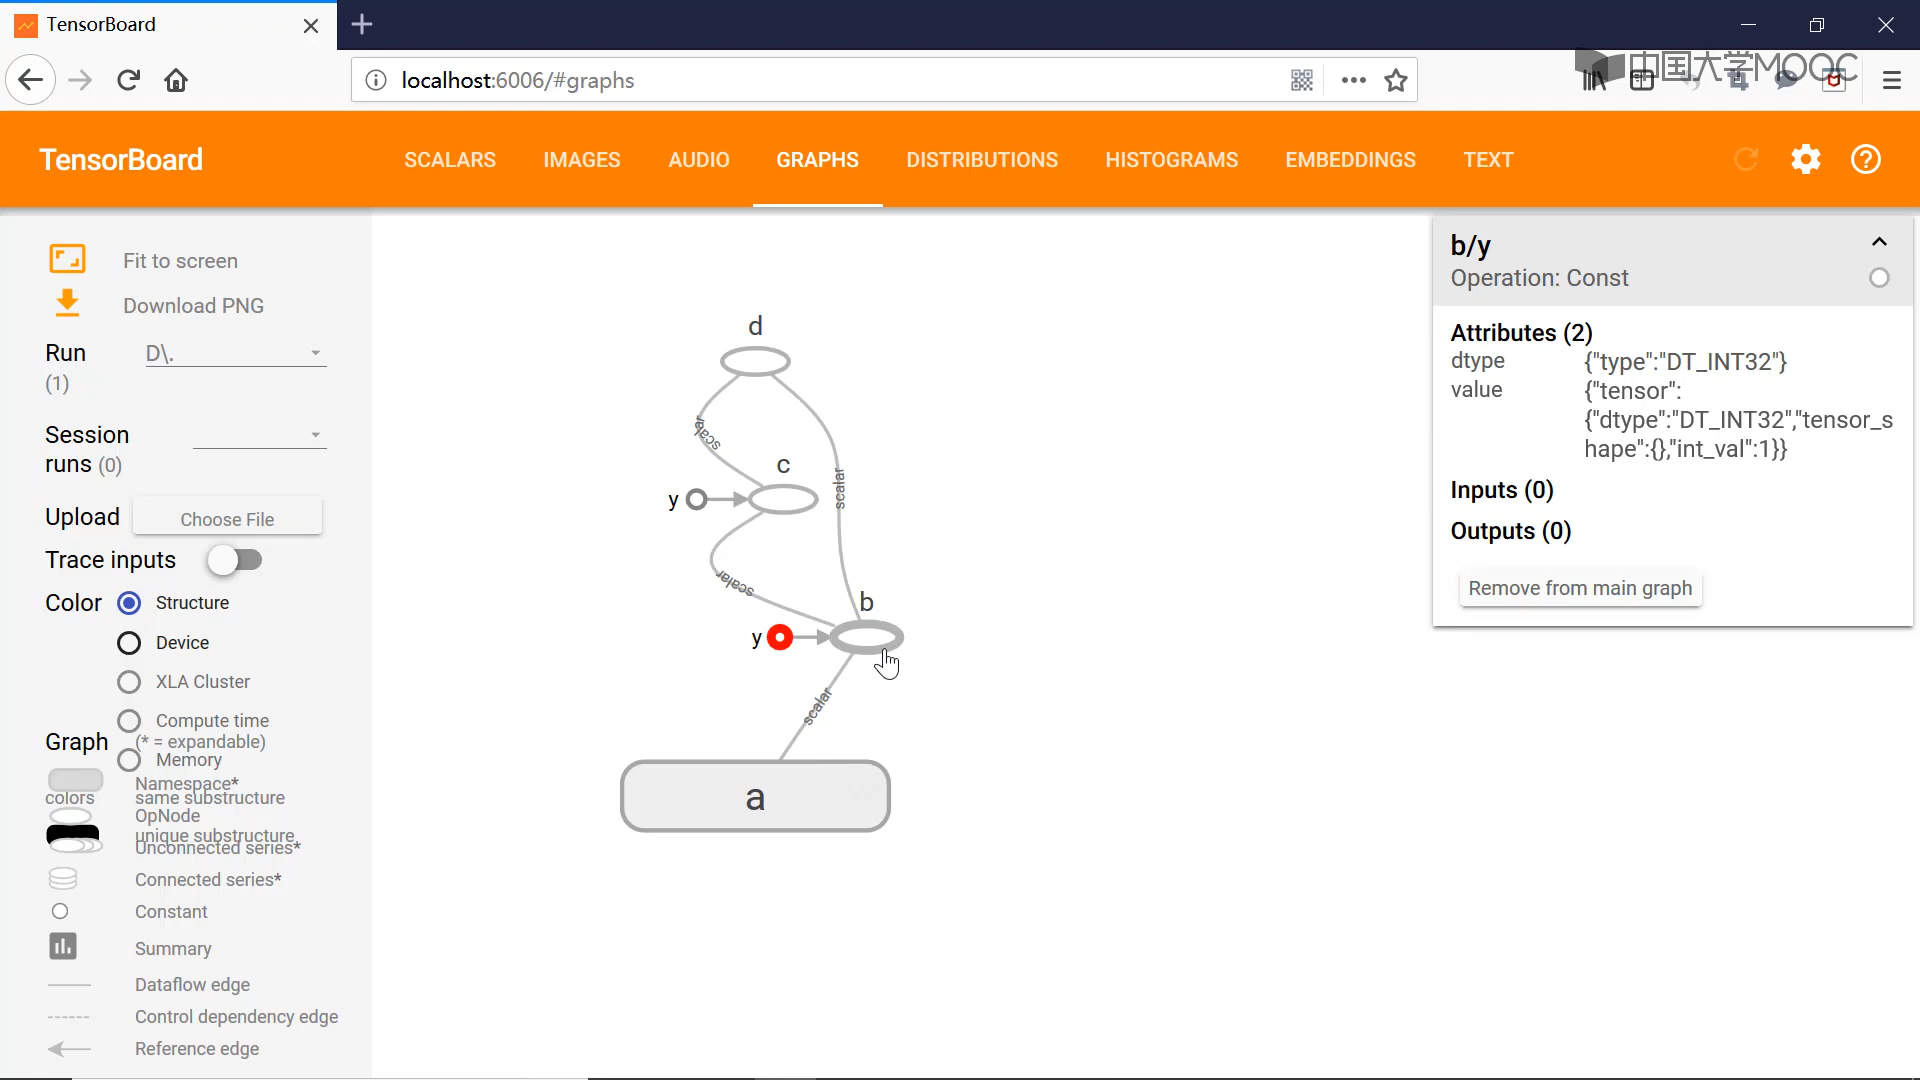 TensorBoard
localhost:6006/#graphs
中国大学MOOC
TensorBoard
SCALARS
IMAGES
AUDIO
GRAPHS
DISTRIBUTIONS
HISTOGRAMS
EMBEDDINGS
TEXT
Fit to screen
Download PNG
Run
(1)
D\.
Session
runs (0)
Upload
Choose File
Trace inputs
Color
Structure
Device
XLA Cluster
Compute time
Memory
colors
same substructure
unique substructure
Graph
(* = expandable)
Namespace*
OpNode
Unconnected series*
Connected series*
Constant
Summary
Dataflow edge
Control dependency edge
Reference edge
d
scalar
c
scalar
y
scalar
b
y
scalar
a
b/y
Operation: Const
Attributes (2)
dtype {"type":"DT_INT32"}
value {"tensor":
{"dtype":"DT_INT32","tensor_s
hape":{},"int_val":1}}
Inputs (0)
Outputs (0)
Remove from main graph